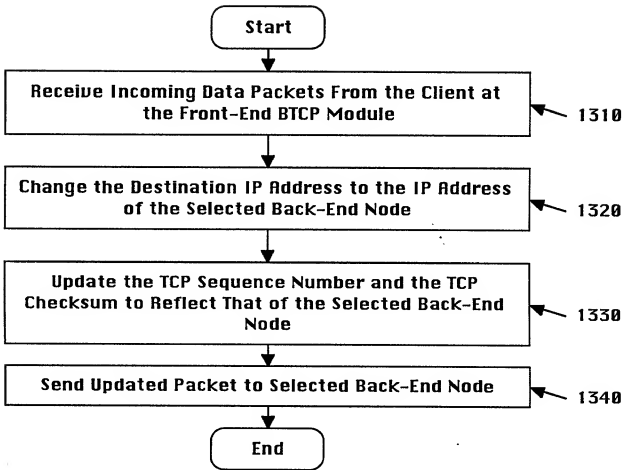 Start
Receive Incoming Data Packets From the Client at
the Front-End BTCP Module
1310
Change the Destination IP Address to the IP Address
of the Selected Back-End Node
1320
Update the TCP Sequence Number and the TCP
Checksum to Reflect That of the Selected Back-End
Node
1330
Send Updated Packet to Selected Back-End Node
1340
End